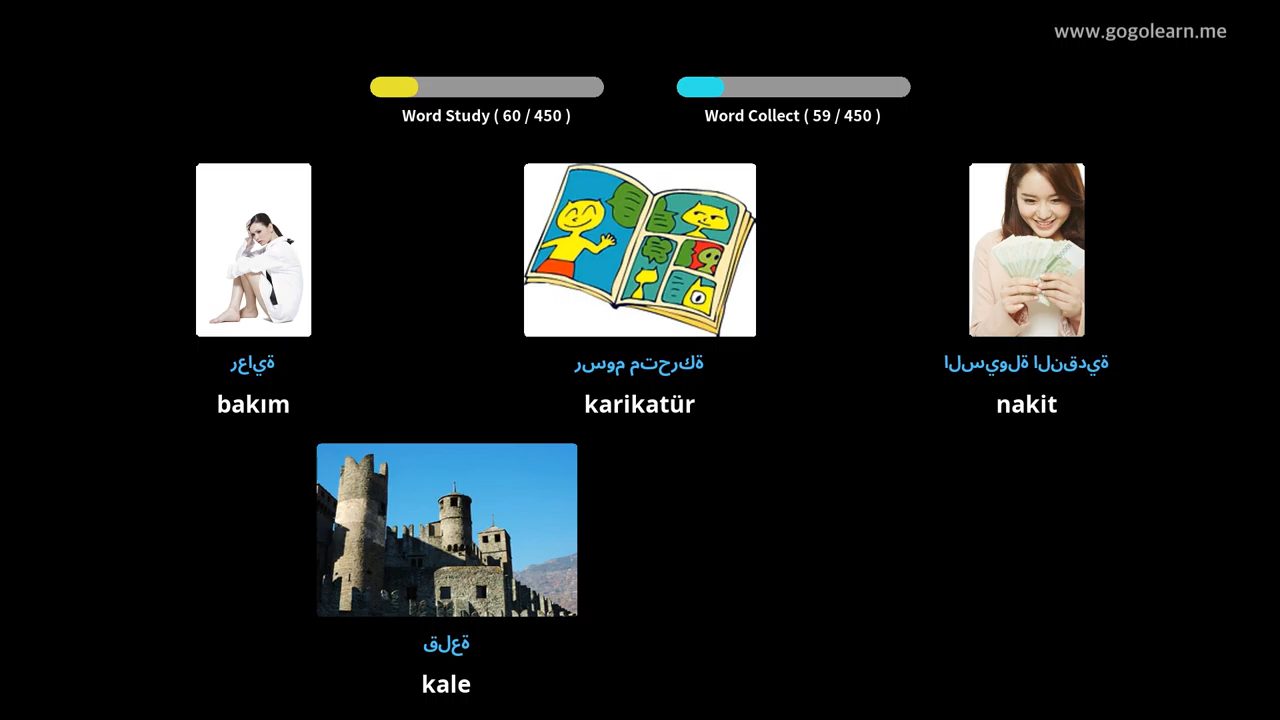 www.gogolearn.me
Word Study ( 60 / 450 )
Word Collect ( 59 / 450 )
رعاية
رسوم متحركة
السيولة النقدية
bakım
karikatür
nakit
قلعة
kale